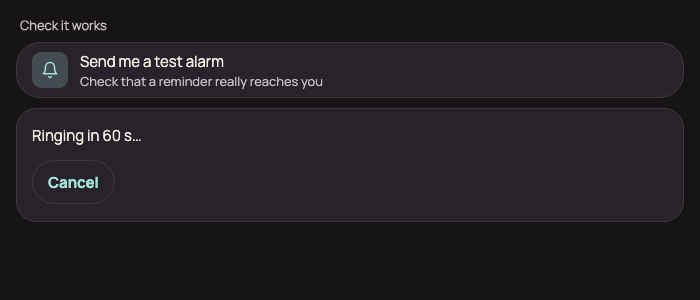 Check it works
Send me a test alarm
Check that a reminder really reaches you
Ringing in 60 s…
Cancel